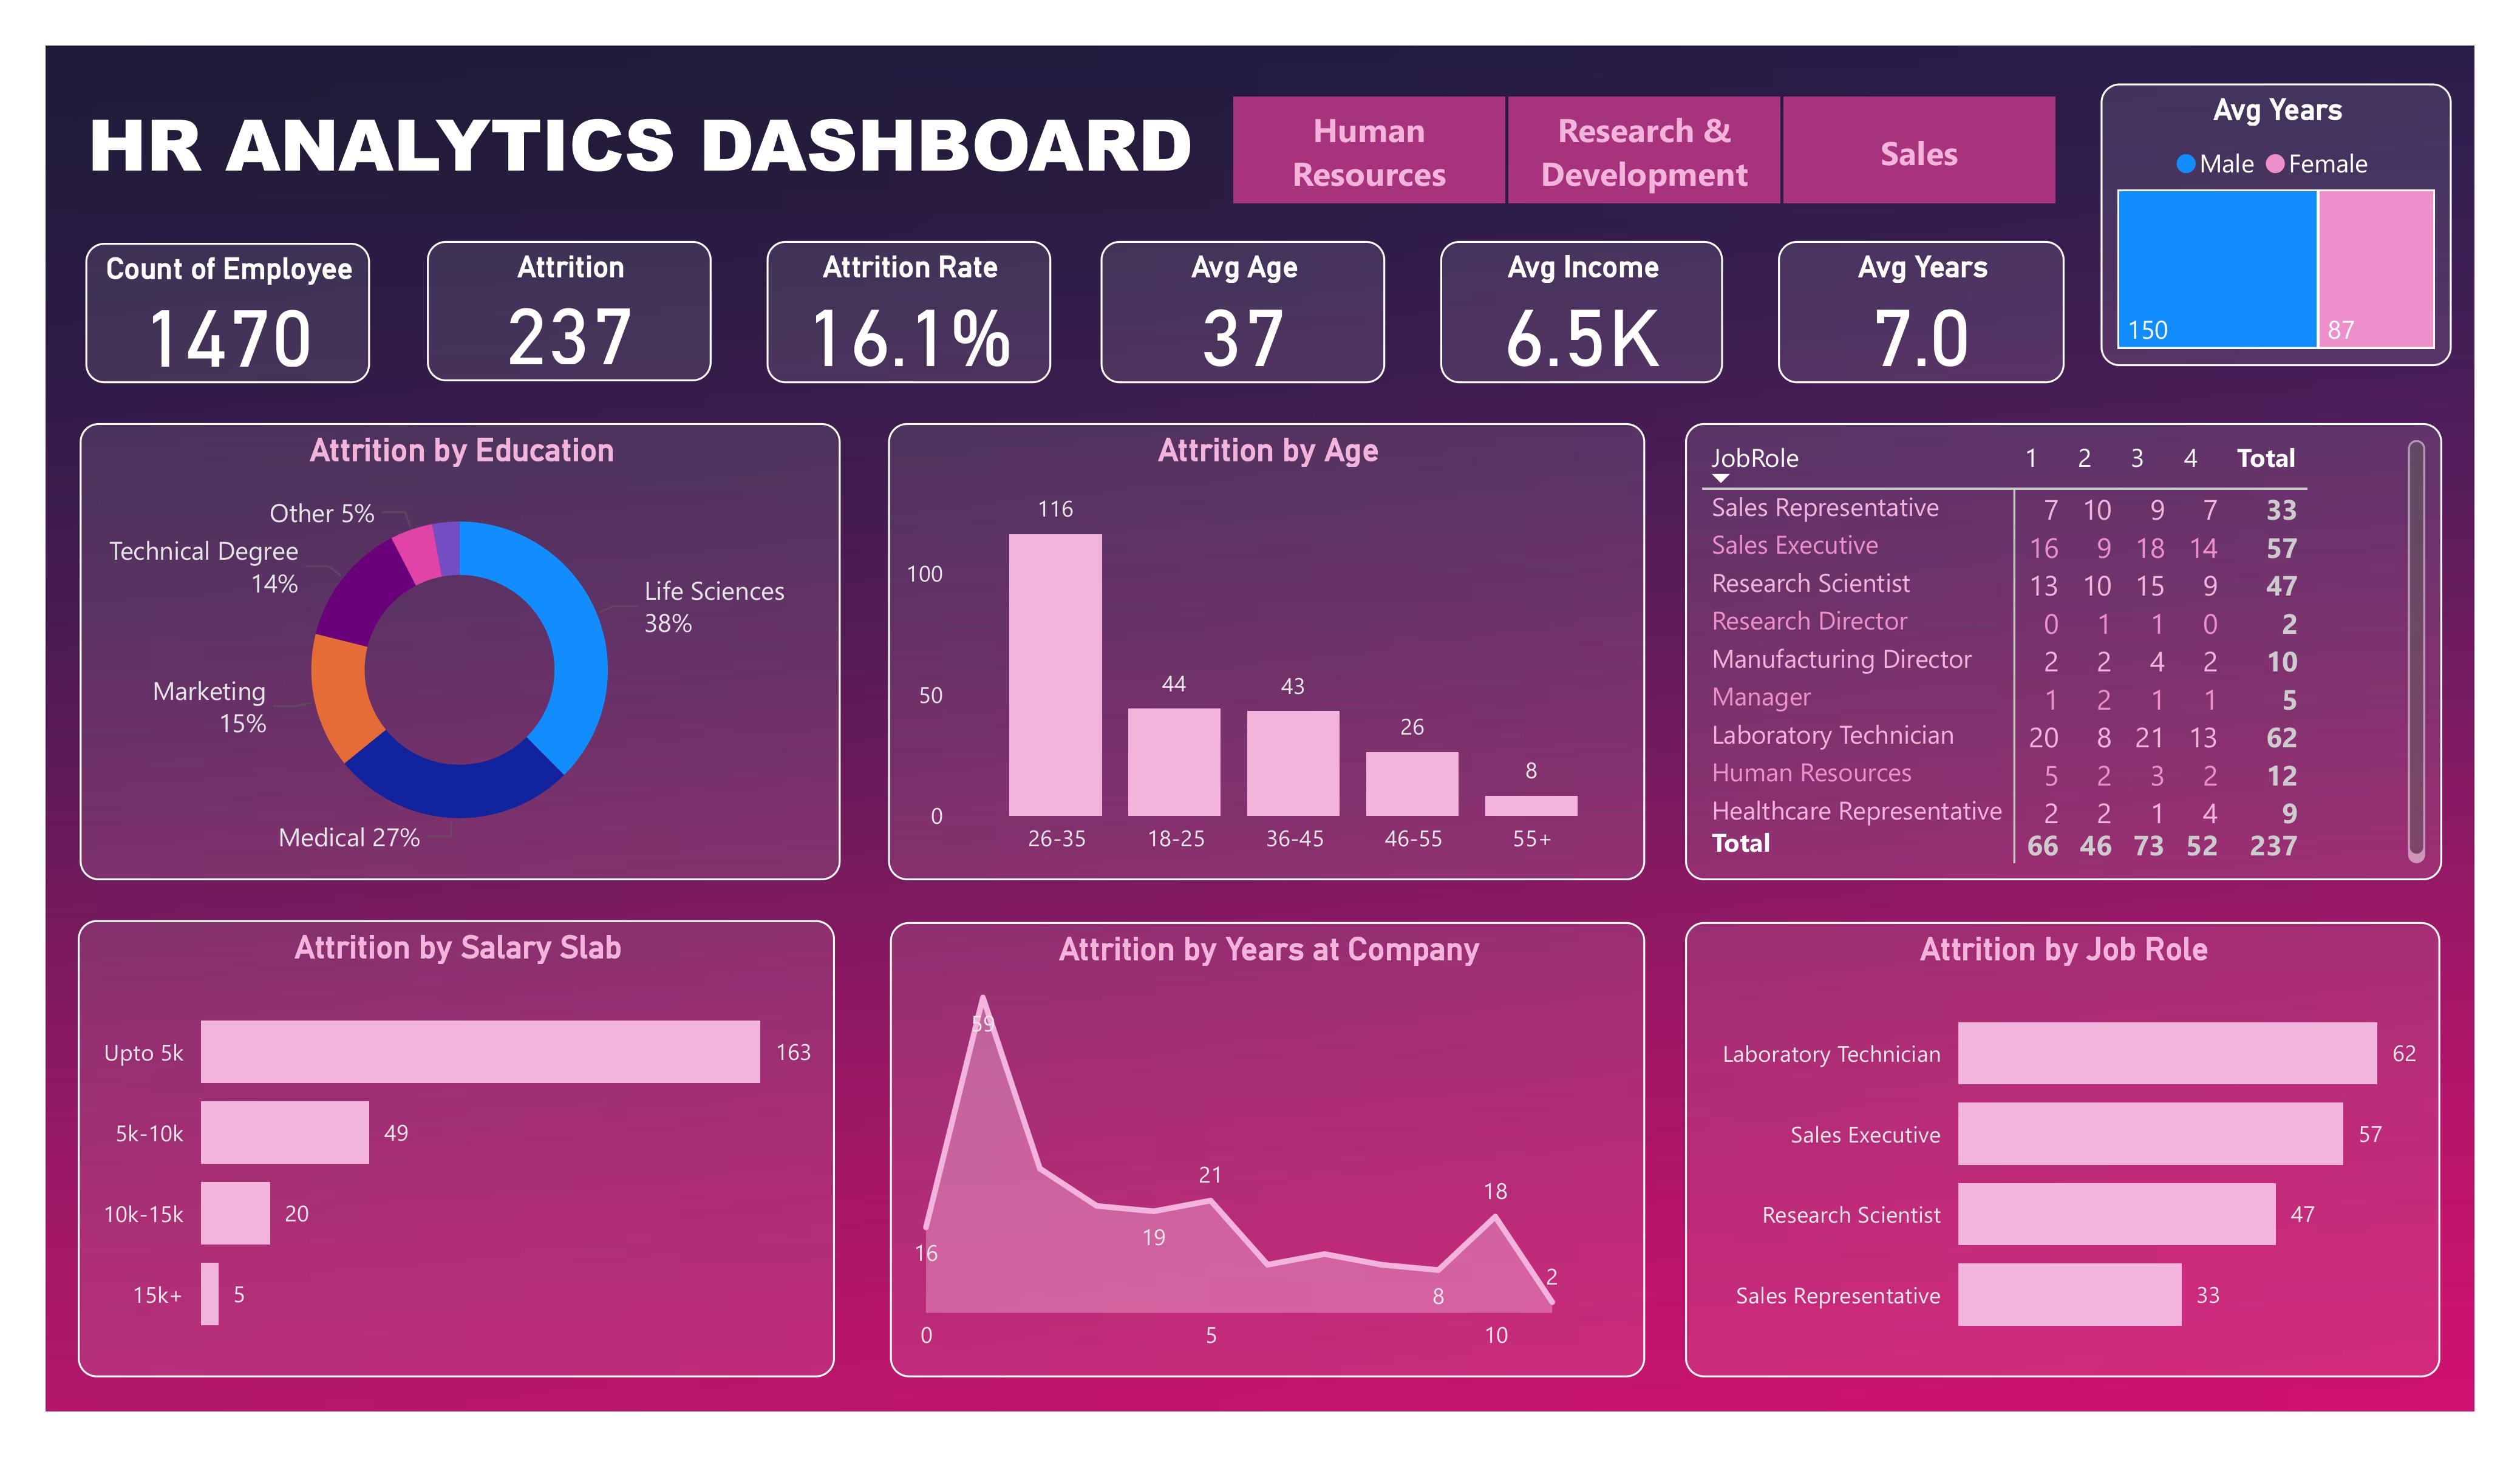 HR ANALYTICS DASHBOARD
Human
Resources
Research &
Development
Sales
Avg Years
Male Female
150 87
Count of Employee
1470
Attrition
237
Attrition Rate
16.1%
Avg Age
37
Avg Income
6.5K
Avg Years
7.0
Attrition by Education
Other 5%
Technical Degree
14%
Life Sciences
38%
Marketing
15%
Medical 27%
Attrition by Age
116
100
44
43
50
26
8
0
26-35 18-25 36-45 46-55 55+
JobRole 1 2 3 4 Total
Sales Representative 7 10 9 7 33
Sales Executive 16 9 18 14 57
Research Scientist 13 10 15 9 47
Research Director 0 1 1 0 2
Manufacturing Director 2 2 4 2 10
Manager 1 2 1 1 5
Laboratory Technician 20 8 21 13 62
Human Resources 5 2 3 2 12
Healthcare Representative 2 2 1 4 9
Total 66 46 73 52 237
Attrition by Salary Slab
Upto 5k 163
5k-10k 49
10k-15k 20
15k+ 5
Attrition by Years at Company
59
21
18
19
16
2
8
0 5 10
Attrition by Job Role
Laboratory Technician 62
Sales Executive 57
Research Scientist 47
Sales Representative 33